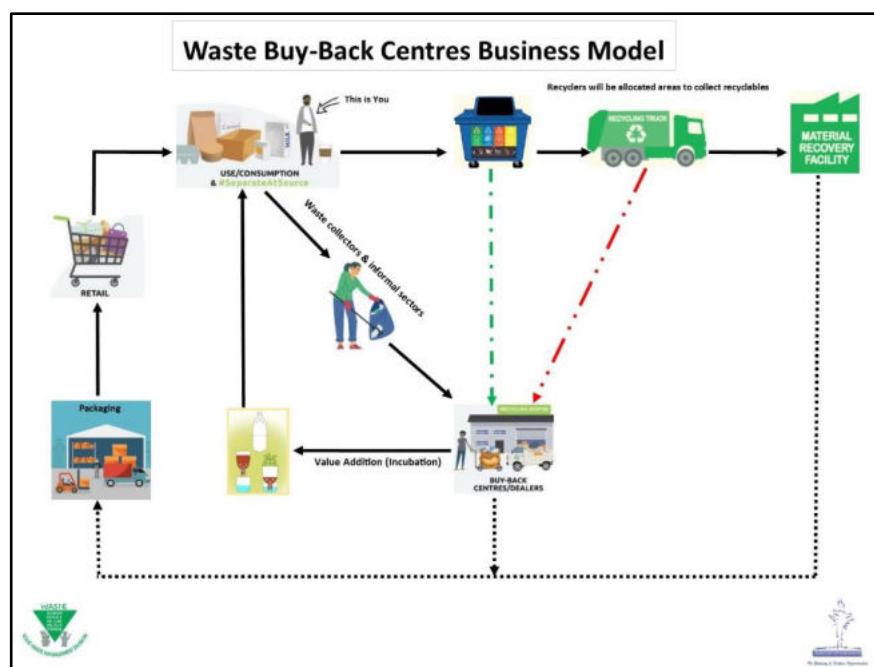 Waste Buy-Back Centres Business Model
This is You
Recyclers will be allocated areas to collect recyclables
MILK
RECYCLING TRUCK
MATERIAL
RECOVERY
FACILITY
USE/CONSUMPTION
& #SeparateAtSource
Waste collectors & informal sectors
RETAIL
Packaging
Value Addition (Incubation)
BUY-BACK
CENTRES/DEALERS
WASTE